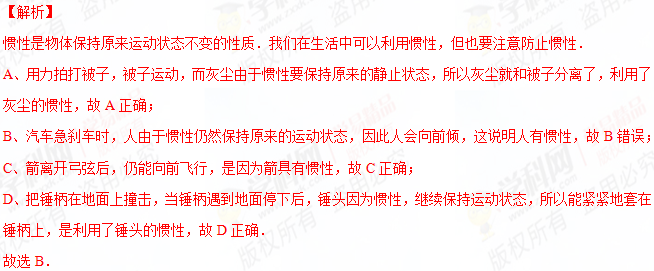 【解析】
惯性是物体保持原来运动状态不变的性质．我们在生活中可以利用惯性，但也要注意防止惯性．
A、用力拍打被子，被子运动，而灰尘由于惯性要保持原来的静止状态，所以灰尘就和被子分离了，利用了
灰尘的惯性，故 A 正确；
B、汽车急刹车时，人由于惯性仍然保持原来的运动状态，因此人会向前倾，这说明人有惯性，故 B 错误；
C、箭离开弓弦后，仍能向前飞行，是因为箭具有惯性，故 C 正确；
D、把锤柄在地面上撞击，当锤柄遇到地面停下后，锤头因为惯性，继续保持运动状态，所以能紧紧地套在
锤柄上，是利用了锤头的惯性，故 D 正确．
故选 B．